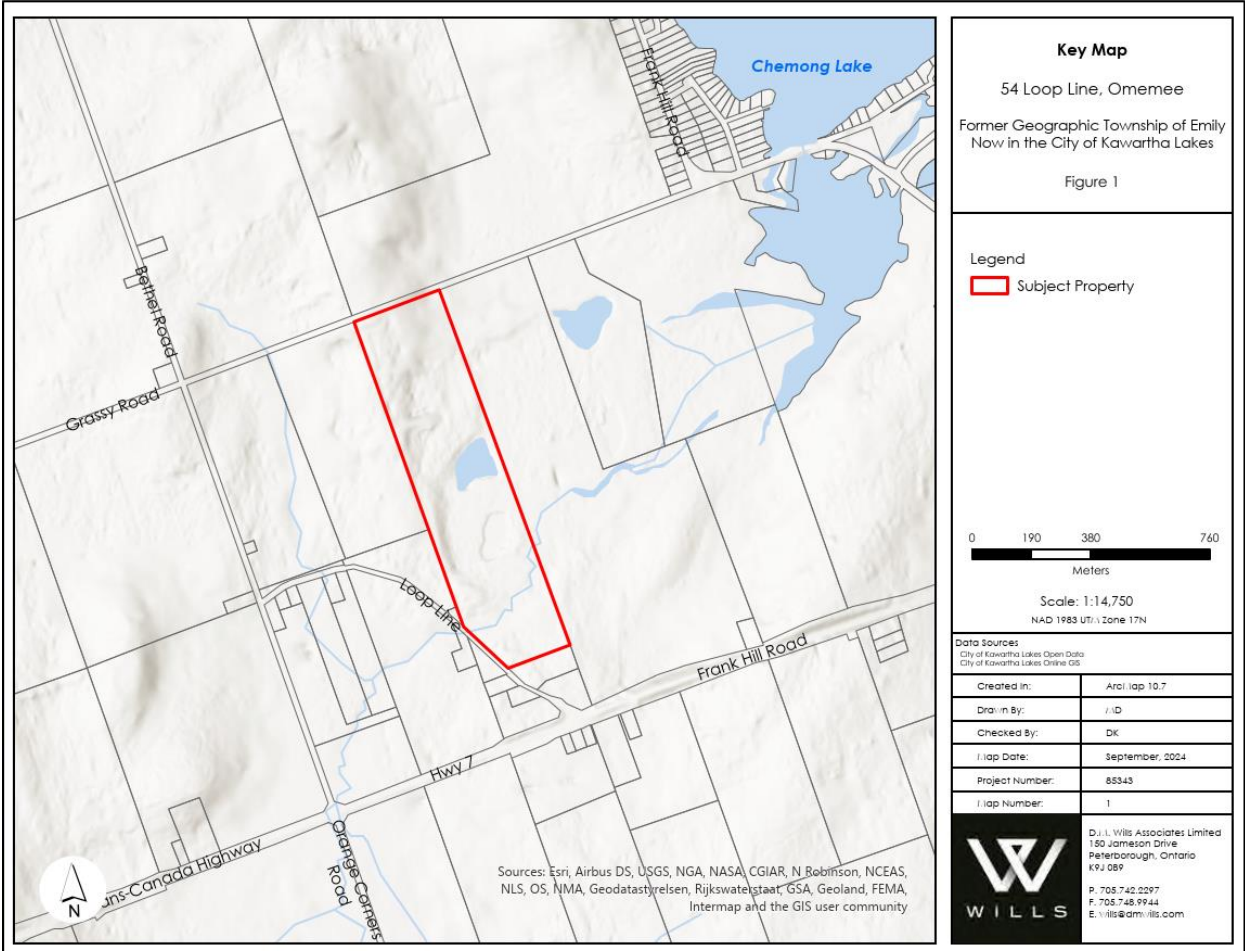 Chemong Lake
Frank Hill Road
Bethel Road
Grassy Road
Loop Line
Frank Hill Road
Hwy 7
ans-Canada Highway
Orange Corners
Road
N
Sources: Esri, Airbus DS, USGS, NGA, NASA, CGIAR, N Robinson, NCEAS,
NLS, OS, NMA, Geodatastyrelsen, Rijkswaterstaat, GSA, Geoland, FEMA,
Intermap and the GIS user community
Key Map
54 Loop Line, Omemee
Former Geographic Township of Emily
Now in the City of Kawartha Lakes
Figure 1
Legend
Subject Property
0 190 380 760
Meters
Scale: 1:14,750
NAD 1983 Zone 17N
Data Sources
City of Kawartha Lakes Open Data
City of Kawartha Lakes Online GIS
Created In: 10.7
Drawn By:
Checked By: DK
Date: September, 2024
Project Number: 85343
Number: 1
W
WILLS
Wills Associates Limited
150 Jameson Drive
Peterborough, Ontario
K9J 0B9
P. 705.742.2297
F. 705.748.9944
E. wills@dmwills.com